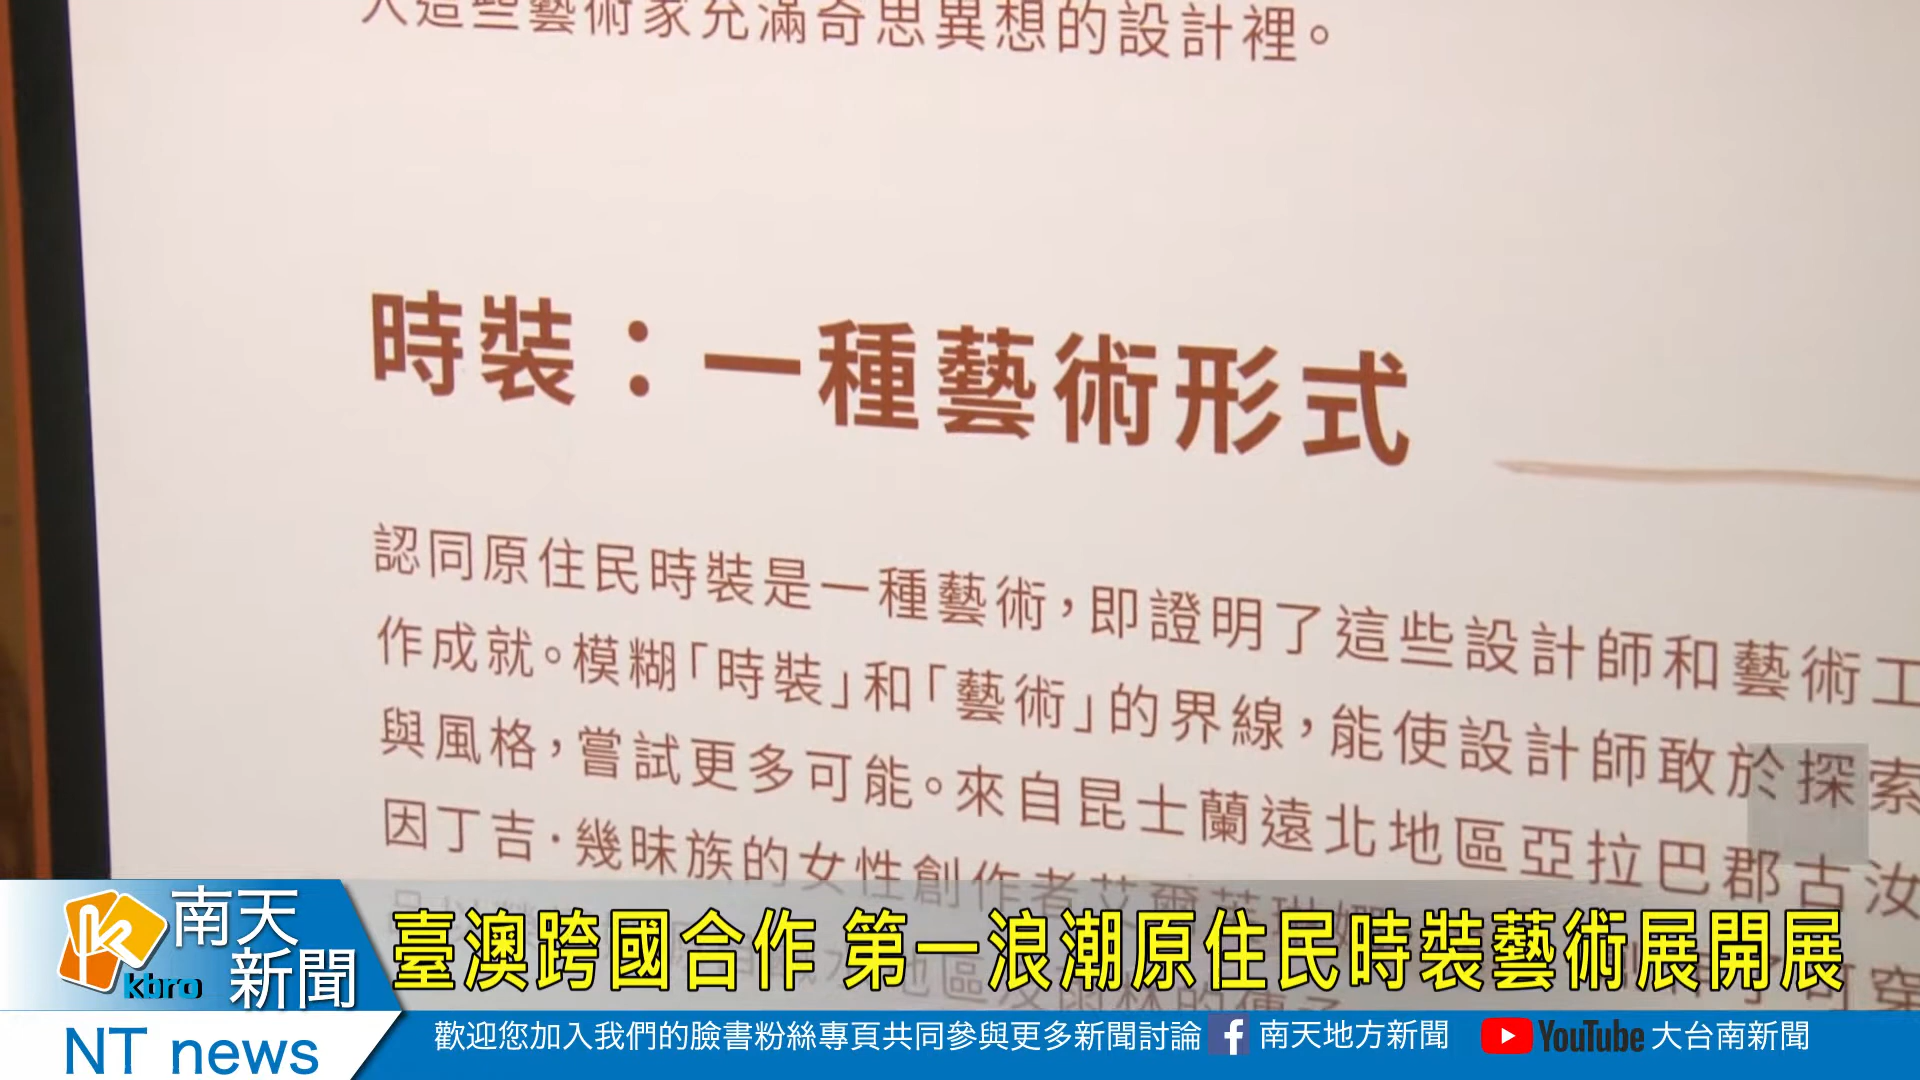 人這些藝術家充滿奇思異想的設計裡。
時裝：一種藝術形式
認同原住民時裝是一種藝術，即證明了這些設計師和藝術工
作成就。模糊「時裝」和「藝術」的界線，能使設計師敢於探索
與風格，嘗試更多可能。來自昆士蘭遠北地區亞拉巴郡古汝
因丁吉·幾昧族的女性創作者艾爾芙琳娜
kbro
南天
新聞
臺澳跨國合作 第一浪潮原住民時裝藝術展開展
NT news
歡迎您加入我們的臉書粉絲專頁共同參與更多新聞討論 南天地方新聞 YouTube 大台南新聞